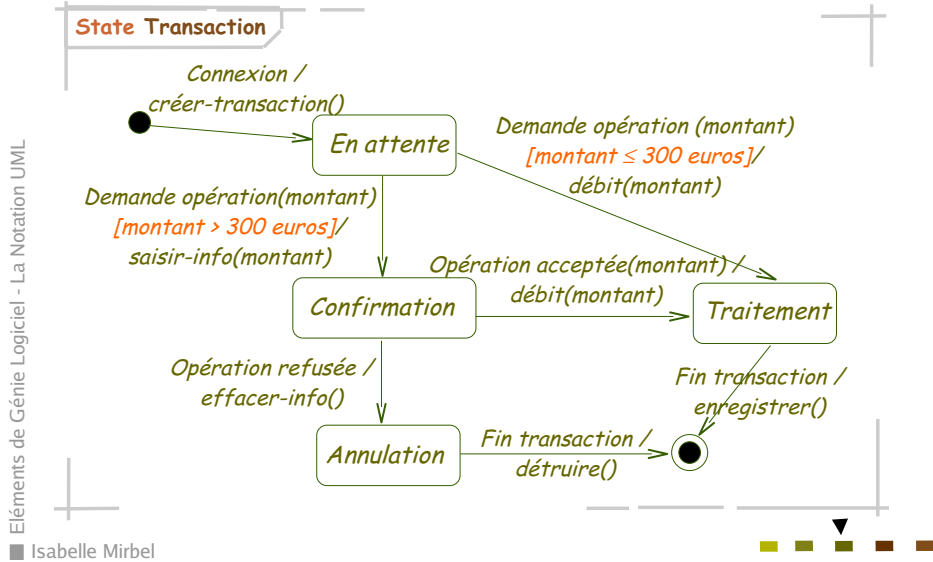 State Transaction
Connexion /
créer-transaction()
En attente
Demande opération (montant)
[montant ≤ 300 euros]/
débit(montant)
Demande opération(montant)
[montant > 300 euros]/
saisir-info(montant)
Opération acceptée(montant) /
débit(montant)
Confirmation
Traitement
Opération refusée /
effacer-info()
Fin transaction /
enregistrer()
Annulation
Fin transaction /
détruire()
Eléments de Génie Logiciel - La Notation UML
Isabelle Mirbel